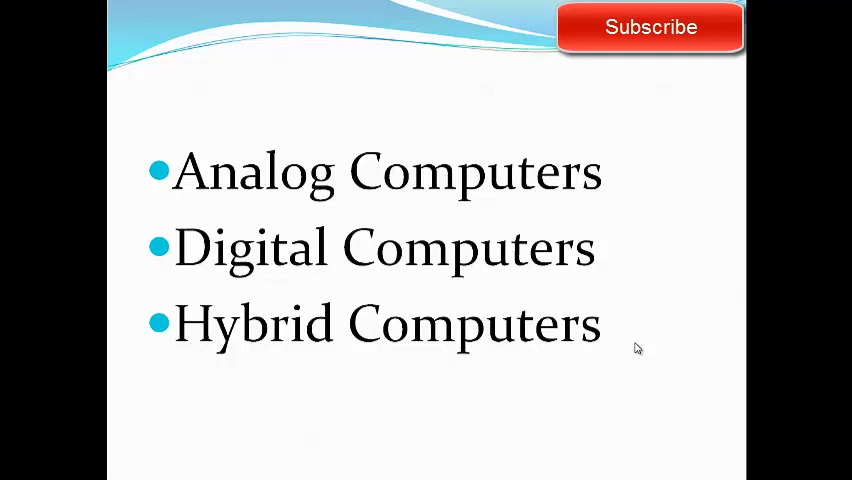 Subscribe
•Analog Computers
•Digital Computers
•Hybrid Computers